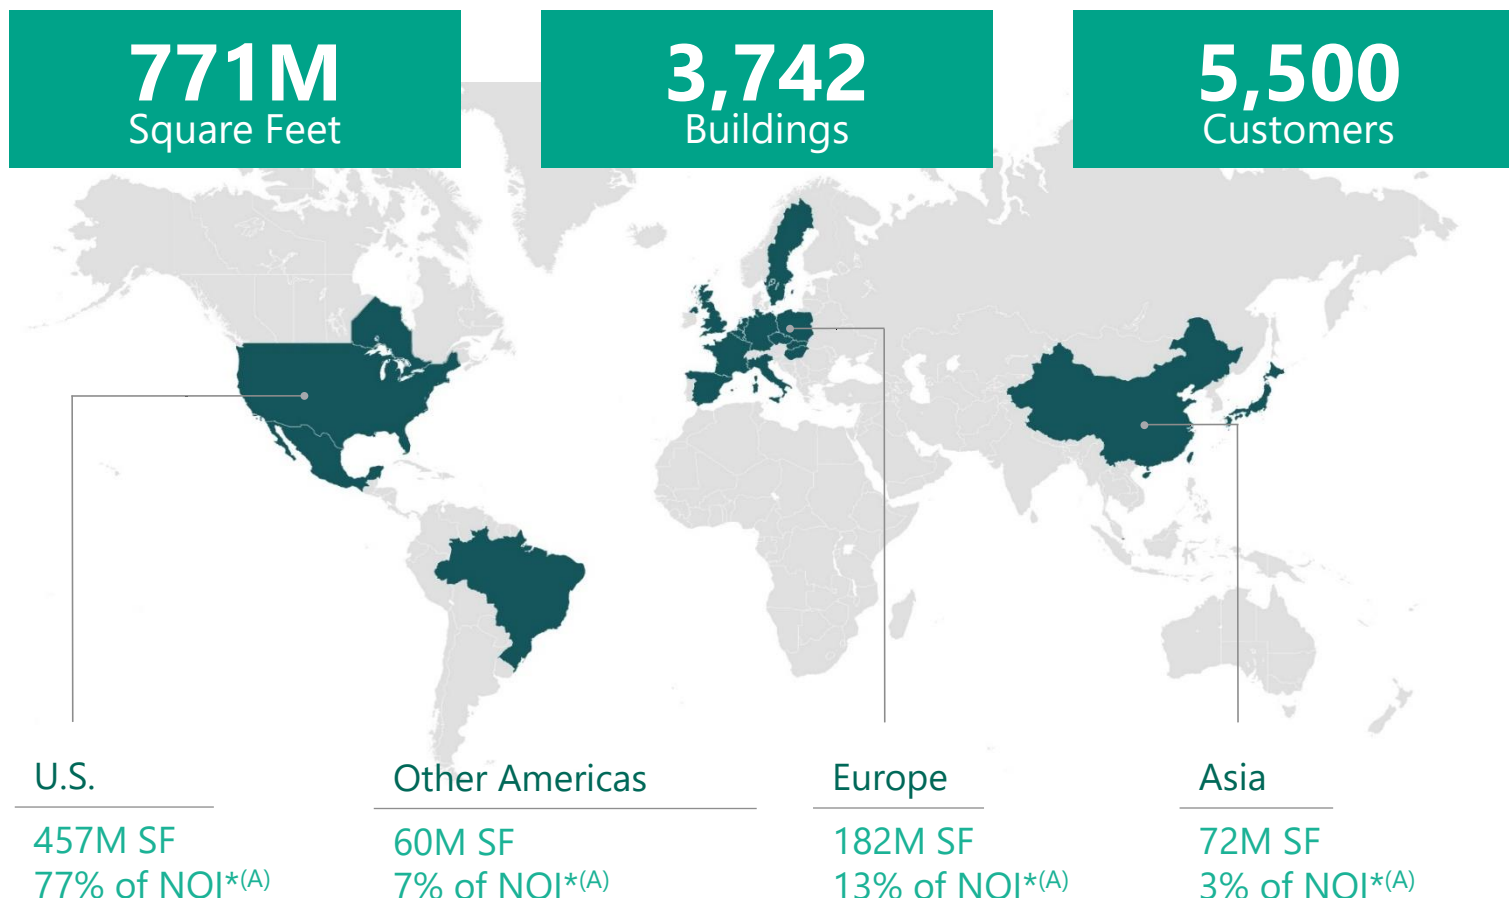 771M
Square Feet
3,742
Buildings
5,500
Customers
U.S.
457M SF
77% of NOI*(A)
Other Americas
60M SF
7% of NOI*(A)
Europe
182M SF
13% of NOI*(A)
Asia
72M SF
3% of NOI*(A)